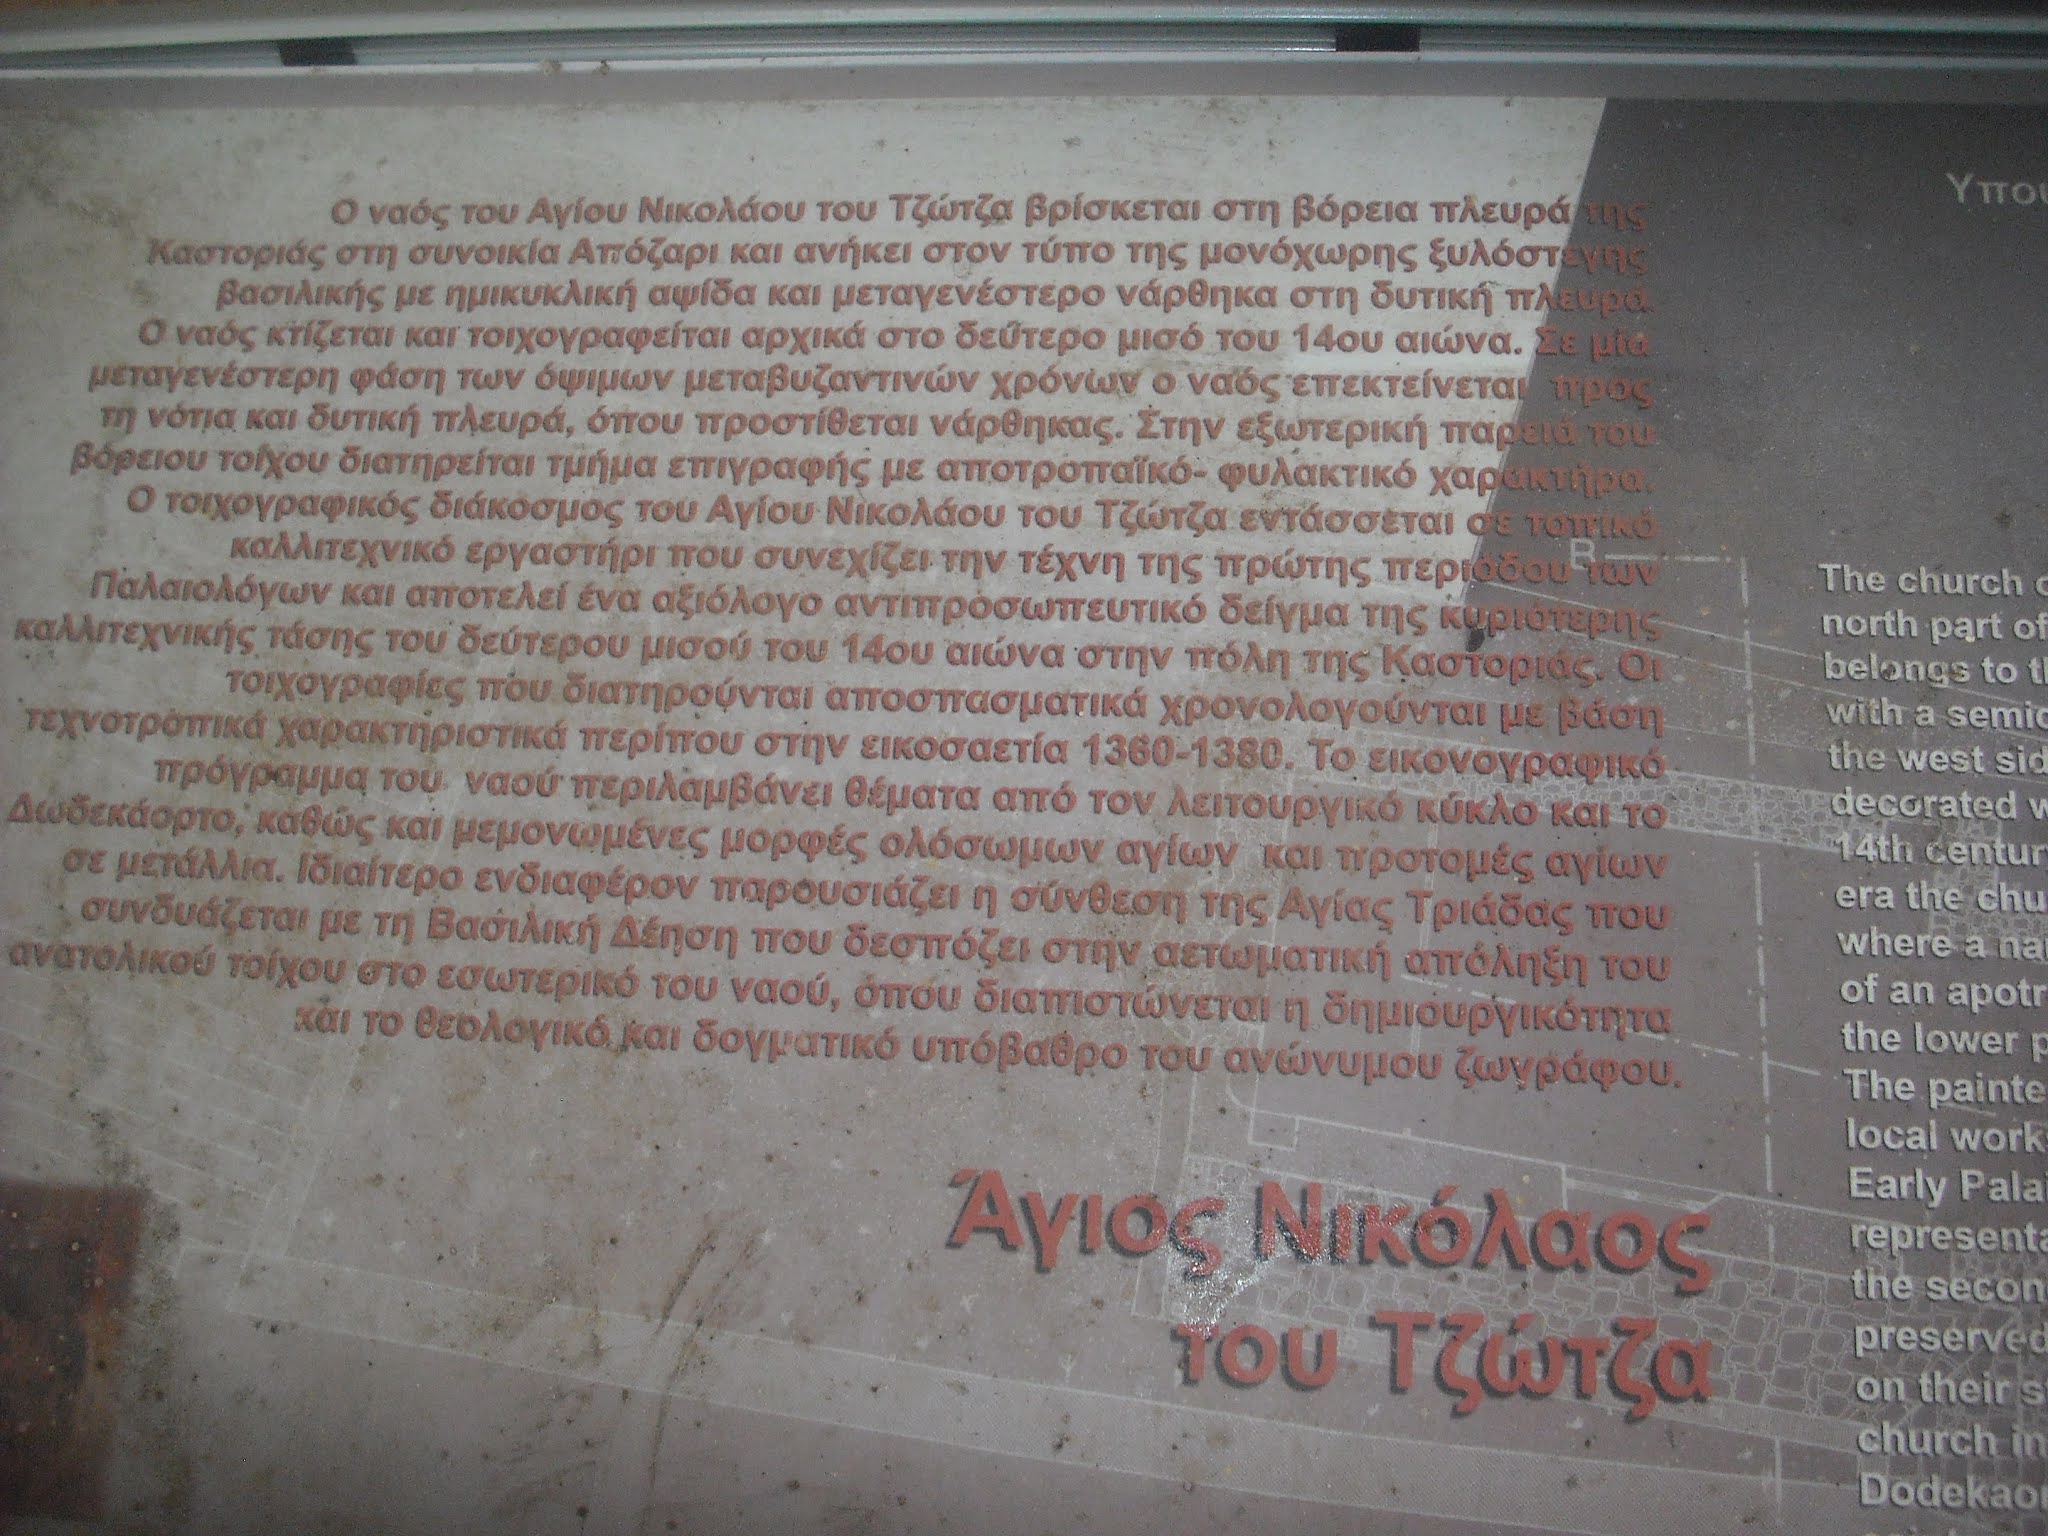 Ο ναός του Αγίου Νικολάου του Τζώτζα βρίσκεται στη βόρεια πλευρά της
Καστοριάς στη συνοικία Απόζαρι και ανήκει στον τύπο της μονόχωρης ξυλόστεγης
βασιλικής με ημικυκλική αψίδα και μεταγενέστερο νάρθηκα στη δυτική πλευρά.
Ο ναός κτίζεται και τοιχογραφείται αρχικά στο δεύτερο μισό του 14ου αιώνα. Σε μία
μεταγενέστερη φάση των όψιμων μεταβυζαντινών χρόνων ο ναός επεκτείνεται προς
τη νότια και δυτική πλευρά, όπου προστίθεται νάρθηκας. Στην εξωτερική παρειά του
βόρειου τοίχου διατηρείται τμήμα επιγραφής με αποτροπαϊκό- φυλακτικό χαρακτήρα.
Ο τοιχογραφικός διάκοσμος του Αγίου Νικολάου του Τζώτζα εντάσσεται σε τοπικό
καλλιτεχνικό εργαστήρι που συνεχίζει την τέχνη της πρώτης περιόδου των
Παλαιολόγων και αποτελεί ένα αξιόλογο αντιπροσωπευτικό δείγμα της κυριότερης
καλλιτεχνικής τάσης του δεύτερου μισού του 14ου αιώνα στην πόλη της Καστοριάς. Οι
τοιχογραφίες που διατηρούνται αποσπασματικά χρονολογούνται με βάση
τεχνοτροπικά χαρακτηριστικά περίπου στην εικοσαετία 1360-1380. Το εικονογραφικό
πρόγραμμα του ναού περιλαμβάνει θέματα από τον λειτουργικό κύκλο και το
Δωδεκάορτο, καθώς και μεμονωμένες μορφές ολόσωμων αγίων και προτομές αγίων
σε μετάλλια. Ιδιαίτερο ενδιαφέρον παρουσιάζει η σύνθεση της Αγίας Τριάδας που
συνδυάζεται με τη Βασιλική Δέηση που δεσπόζει στην αετωματική απόληξη του
ανατολικού τοίχου στο εσωτερικό του ναού, όπου διαπιστώνεται η δημιουργικότητα
και το θεολογικό και δογματικό υπόβαθρο του ανώνυμου ζωγράφου.
Άγιος Νικόλαος
του Τζώτζα
B
Υπου
The church o
north part of
belongs to th
with a semic
the west sid
decorated w
14th century
era the chu
where a na
of an apotr
the lower p
The painte
local work
Early Pala
representa
the secon
preserved
on their s
church in
Dodekaor